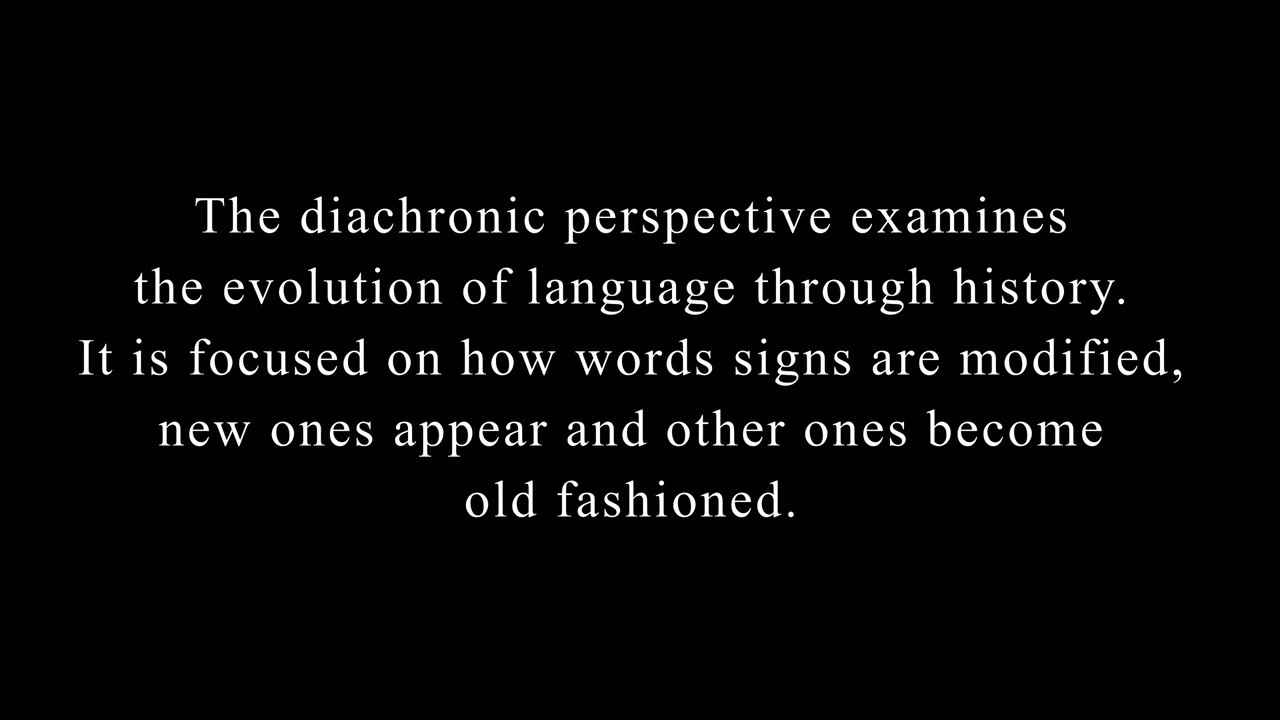 The diachronic perspective examines
the evolution of language through history.
It is focused on how words signs are modified,
new ones appear and other ones become
old fashioned.